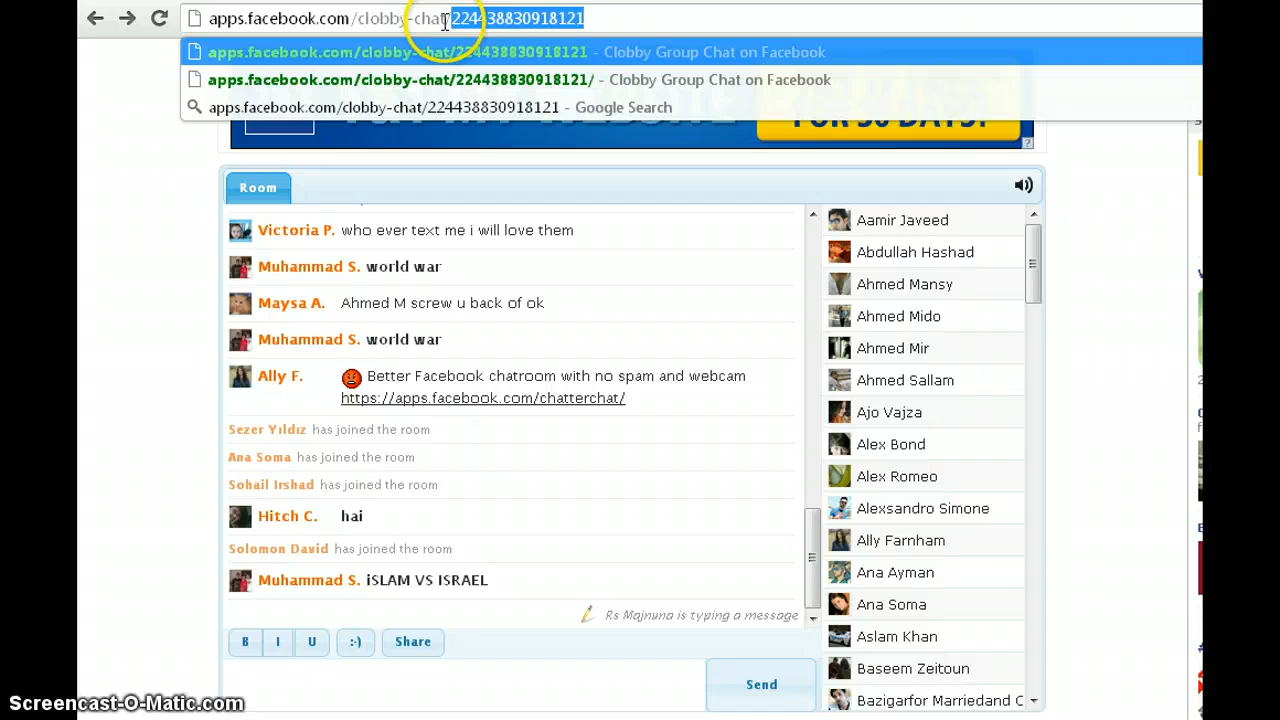 apps.facebook.com/clobby-chat/224438830918121
apps.facebook.com/clobby-chat/224438830918121 - Clobby Group Chat on Facebook
apps.facebook.com/clobby-chat/224438830918121/ - Clobby Group Chat on Facebook
apps.facebook.com/clobby-chat/224438830918121 - Google Search
FOR 30 DAYS!
?
Room
Victoria P. who ever text me i will love them
Muhammad S. world war
Maysa A. Ahmed M screw u back of ok
Muhammad S. world war
Ally F. Better Facebook chatroom with no spam and webcam
https://apps.facebook.com/chatterchat/
Sezer Yıldız has joined the room
Ana Soma has joined the room
Sohail Irshad has joined the room
Hitch C. hai
Solomon David has joined the room
Muhammad S. iSLAM VS ISRAEL
Rs Majnuna is typing a message
B I U :-) Share
Send
Aamir Javeed
Abdullah Hashad
Ahmed Mansy
Ahmed Mido
Ahmed Mir
Ahmed Sallam
Ajo Vajza
Alex Bond
Alex Romeo
Alexsandro Simone
Ally Farnham
Ana Ayman
Ana Soma
Aslam Khan
Baseem Zeitoun
Bazigarfor Marriedand C
Screencast-O-Matic.com